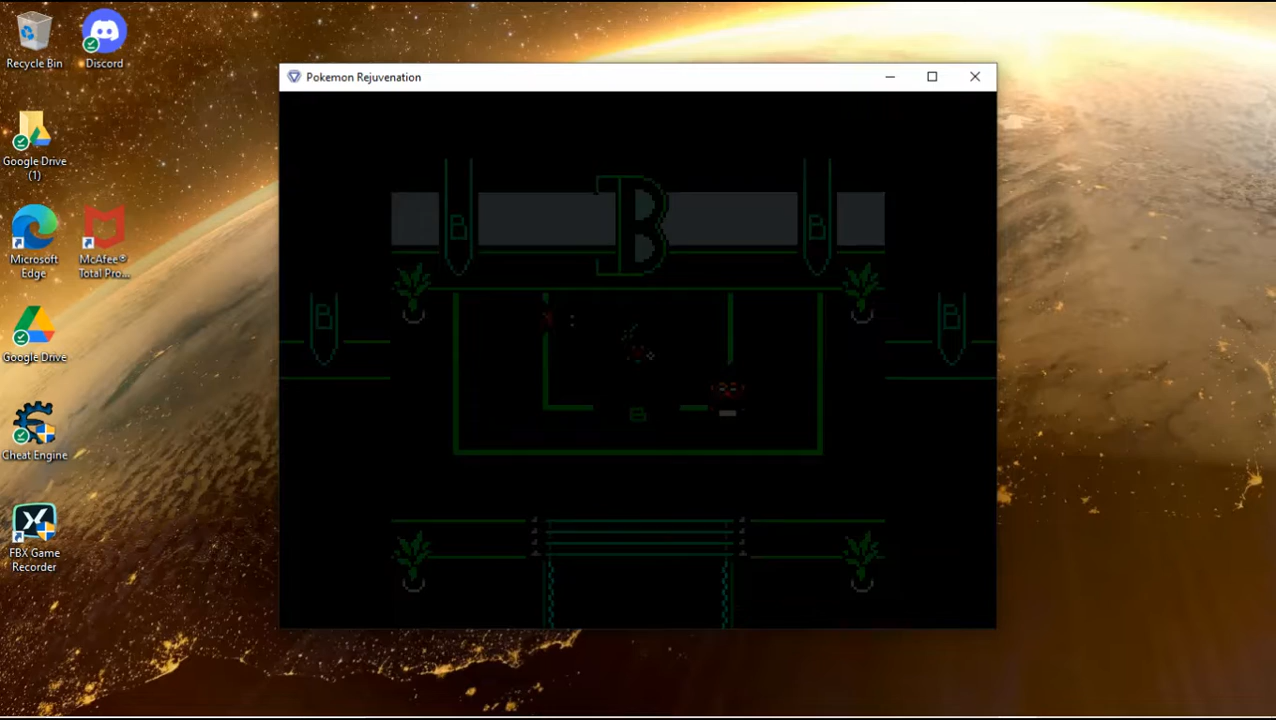 Recycle Bin
Discord
Google Drive
(1)
Microsoft
Edge
McAfee®
Total Pro...
Google Drive
Cheat Engine
FBX Game
Recorder
Pokemon Rejuvenation
B
B
B
B
B
B